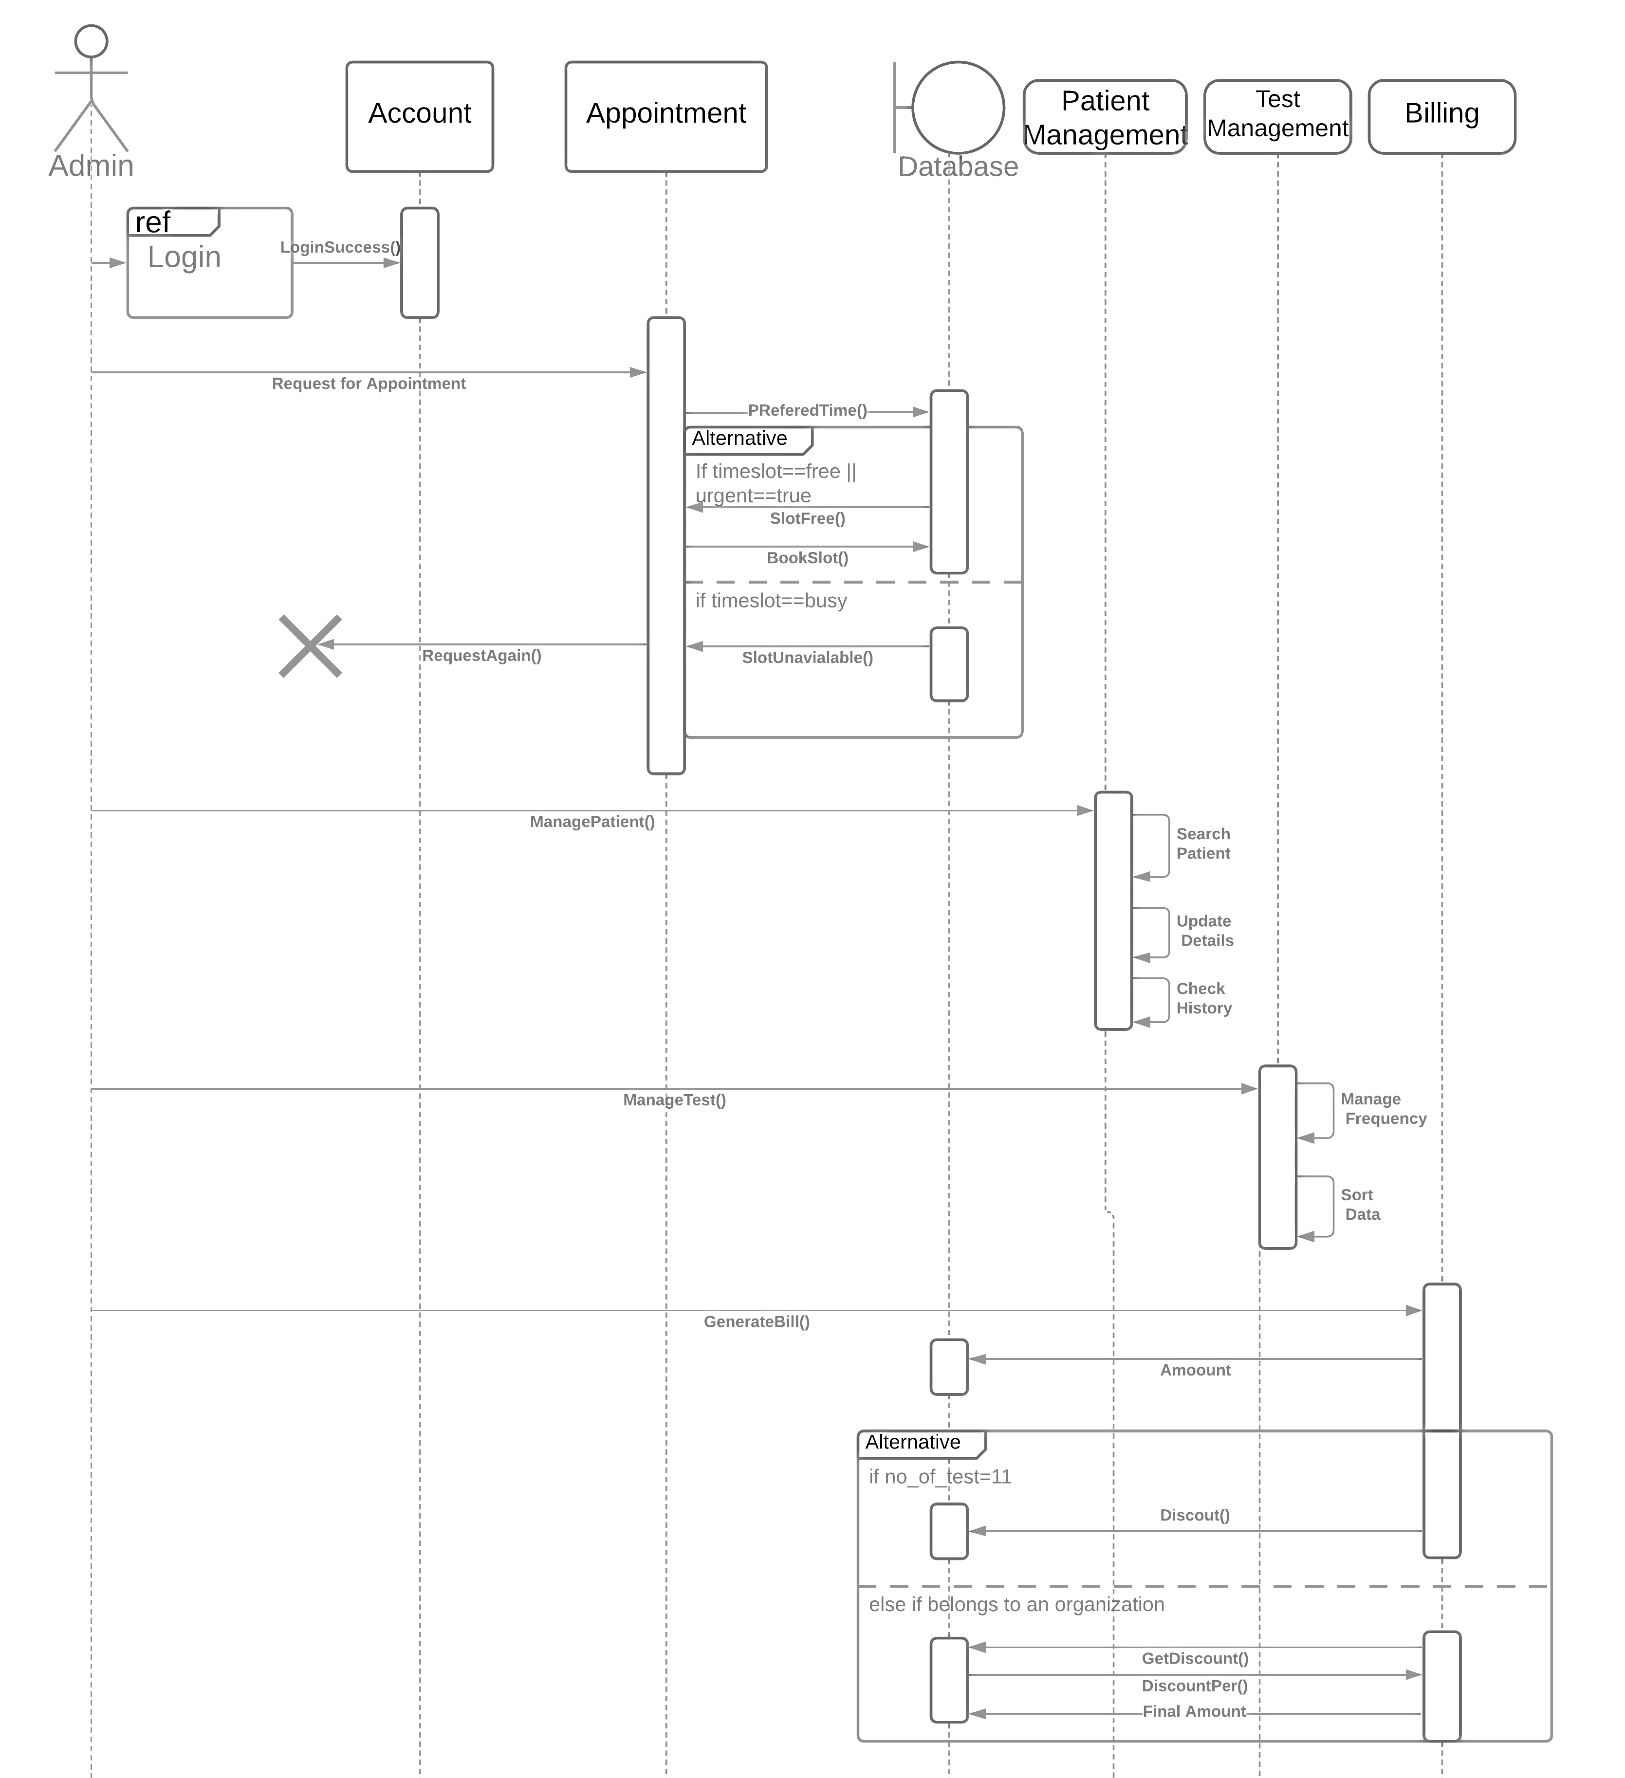 Admin
Account
Appointment
Database
Patient
Management
Test
Management
Billing
ref
Login
LoginSuccess()
Request for Appointment
PReferedTime()
Alternative
If timeslot==free ||
urgent==true
SlotFree()
BookSlot()
if timeslot==busy
RequestAgain()
SlotUnavialable()
ManagePatient()
Search
Patient
Update
Details
Check
History
ManageTest()
Manage
Frequency
Sort
Data
GenerateBill()
Amoount
Alternative
if no_of_test=11
Discout()
else if belongs to an organization
GetDiscount()
DiscountPer()
Final Amount